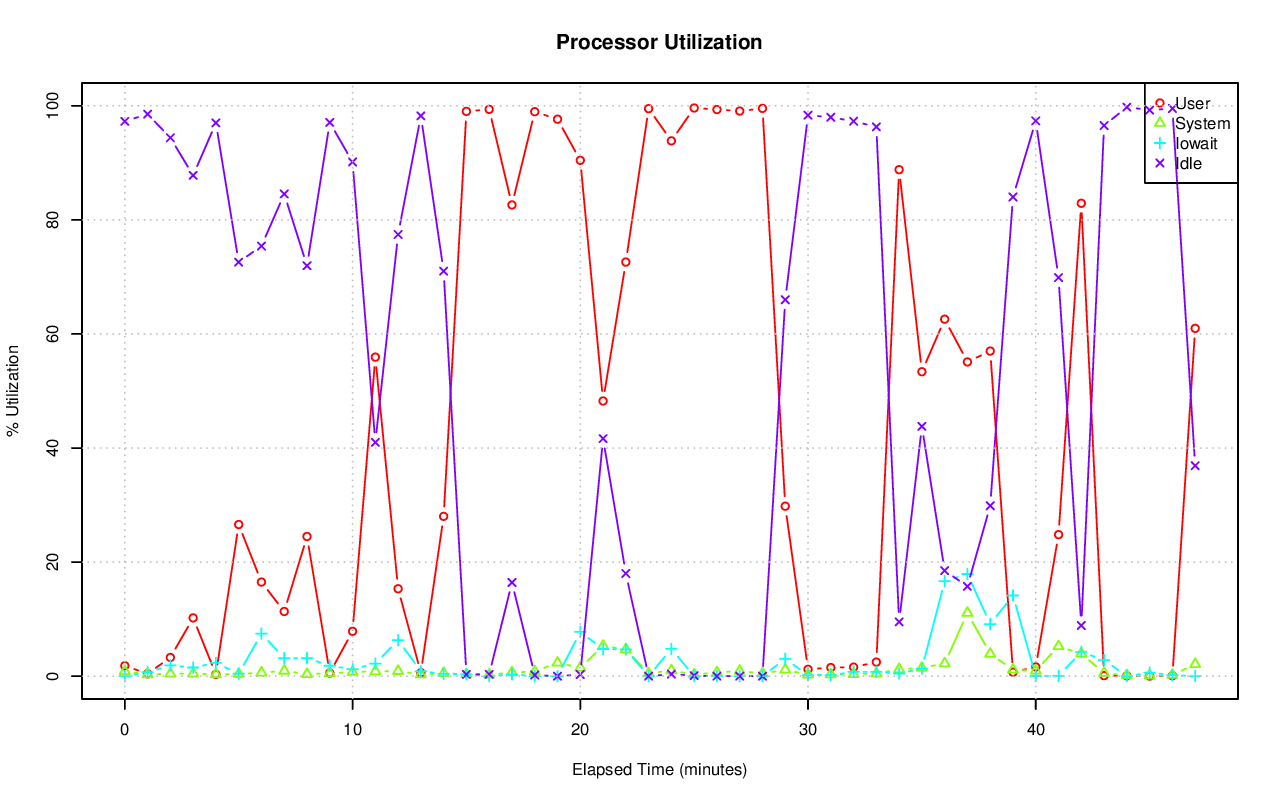 Processor Utilization
% Utilization
100
80
60
40
20
0
User
System
Iowait
Idle
0 10 20 30 40
Elapsed Time (minutes)